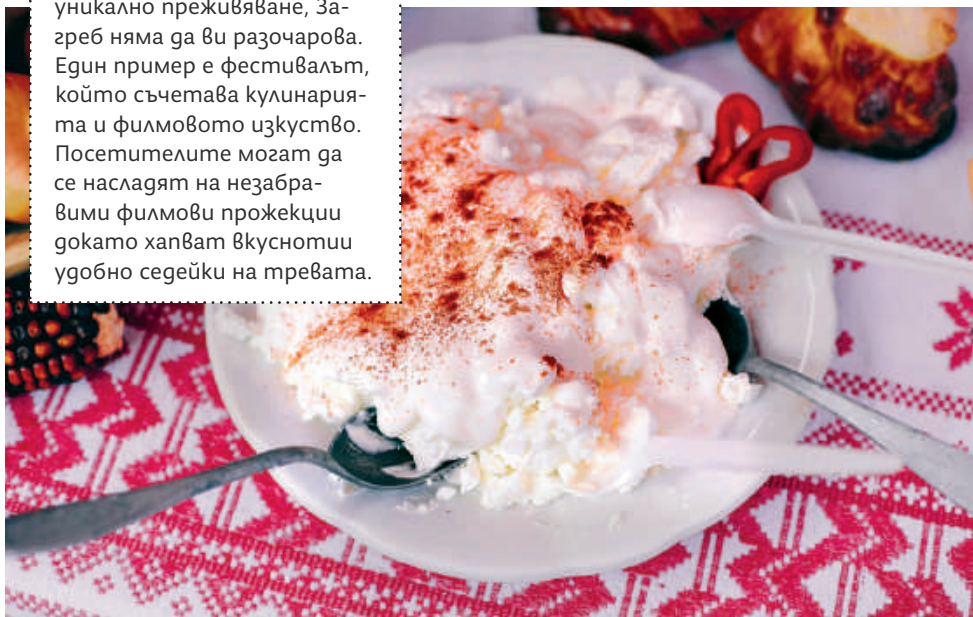 уникално преживяване, За-
греб няма да ви разочарова.
Един пример е фестивалът,
който съчетава кулинария-
та и филмовото изкуство.
Посетителите могат да
се насладят на незабра-
вими филмови прожекции
докато хапват вкуснотии
удобно седейки на тревата.